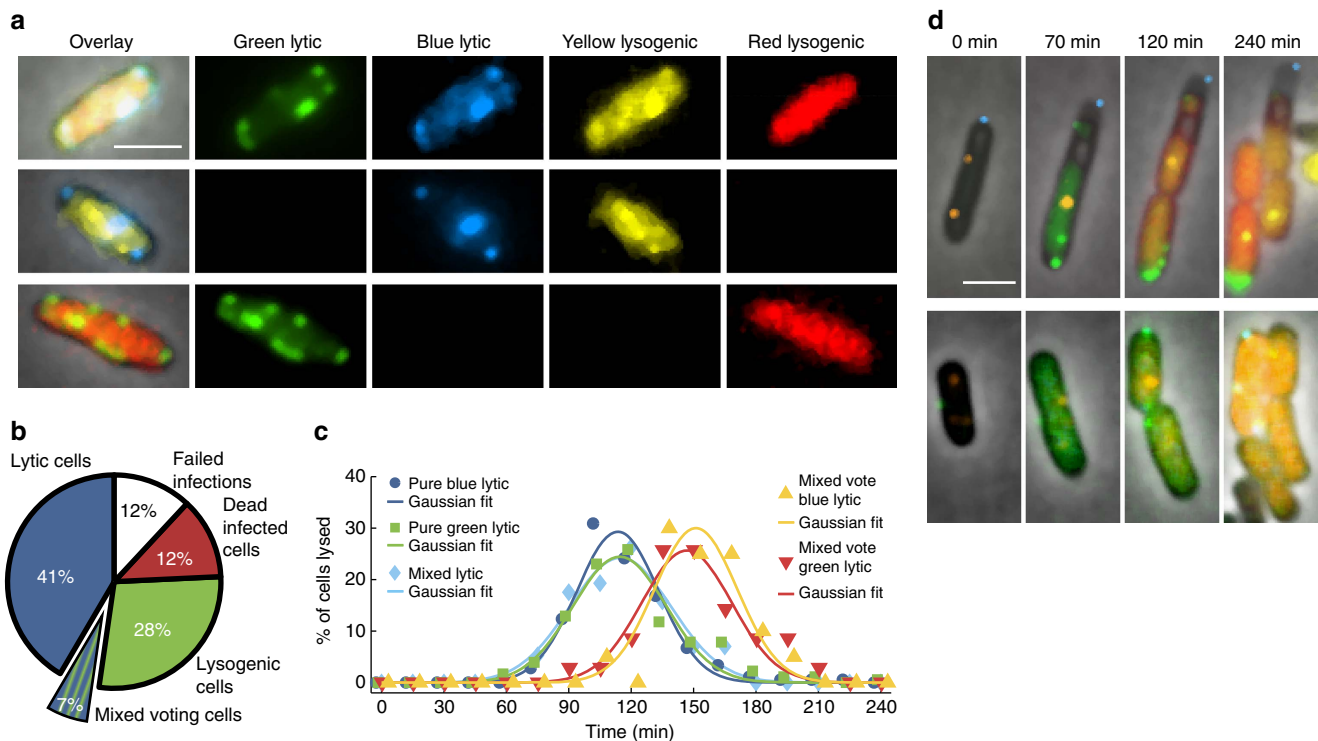 a
Overlay
Green lytic
Blue lytic
Yellow lysogenic
Red lysogenic
b
Lytic cells
Failed
infections
Dead
infected
cells
12%
12%
41%
28%
7%
Lysogenic
cells
Mixed voting cells
c
% of cells lysed
40
30
20
10
0
Pure blue lytic
Gaussian fit
Pure green lytic
Gaussian fit
Mixed lytic
Gaussian fit
Mixed vote
blue lytic
Gaussian fit
Mixed vote
green lytic
Gaussian fit
0 30 60 90 120 150 180 210 240
Time (min)
d
0 min
70 min
120 min
240 min